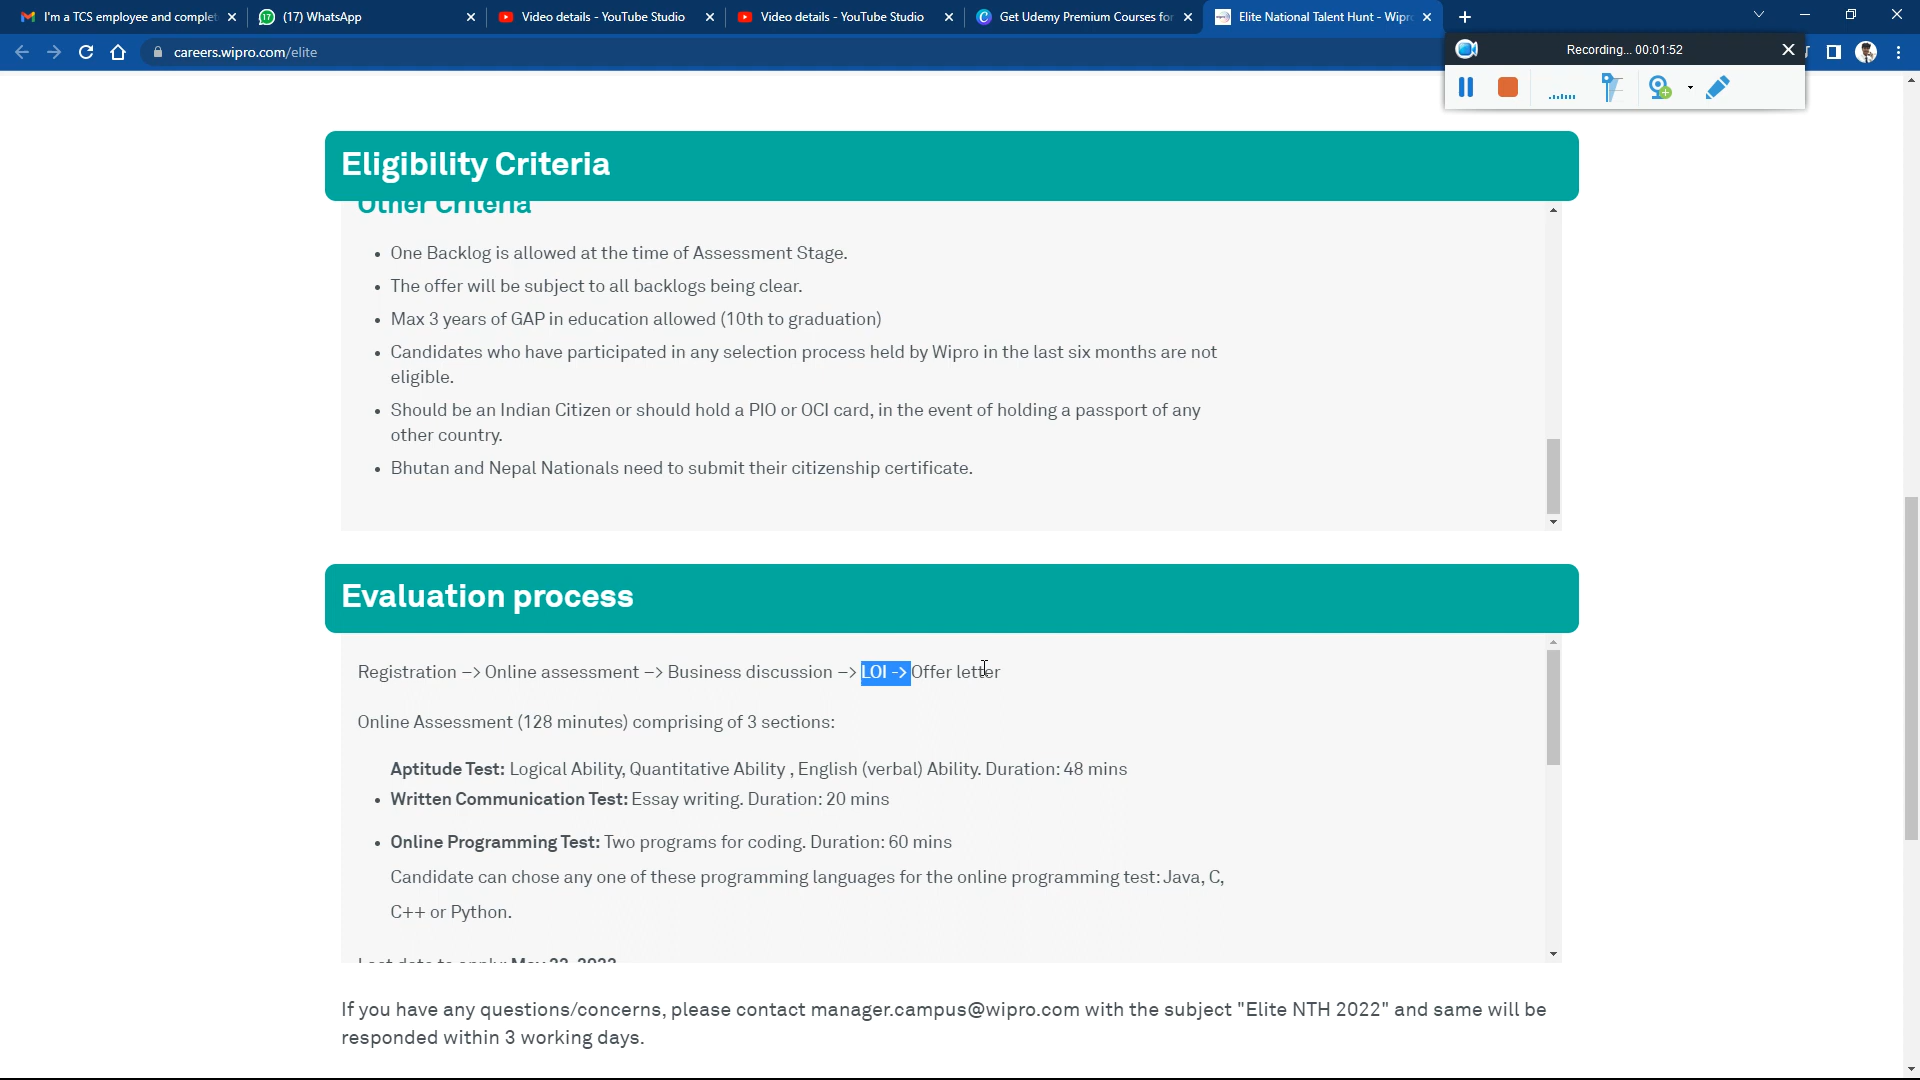 I'm a TCS employee and complet
(17) WhatsApp
Video details - YouTube Studio
Video details - YouTube Studio
Get Udemy Premium Courses for
Elite National Talent Hunt - Wipr
careers.wipro.com/elite
Recording... 00:01:52
Eligibility Criteria
Other Criteria
• One Backlog is allowed at the time of Assessment Stage.
• The offer will be subject to all backlogs being clear.
• Max 3 years of GAP in education allowed (10th to graduation)
• Candidates who have participated in any selection process held by Wipro in the last six months are not
eligible.
• Should be an Indian Citizen or should hold a PIO or OCI card, in the event of holding a passport of any
other country.
• Bhutan and Nepal Nationals need to submit their citizenship certificate.
Evaluation process
Registration –> Online assessment –> Business discussion –> LOI -> Offer letter
Online Assessment (128 minutes) comprising of 3 sections:
Aptitude Test: Logical Ability, Quantitative Ability , English (verbal) Ability. Duration: 48 mins
• Written Communication Test: Essay writing. Duration: 20 mins
• Online Programming Test: Two programs for coding. Duration: 60 mins
Candidate can chose any one of these programming languages for the online programming test: Java, C,
C++ or Python.
Last date to apply: May 22, 2022
If you have any questions/concerns, please contact manager.campus@wipro.com with the subject "Elite NTH 2022" and same will be
responded within 3 working days.